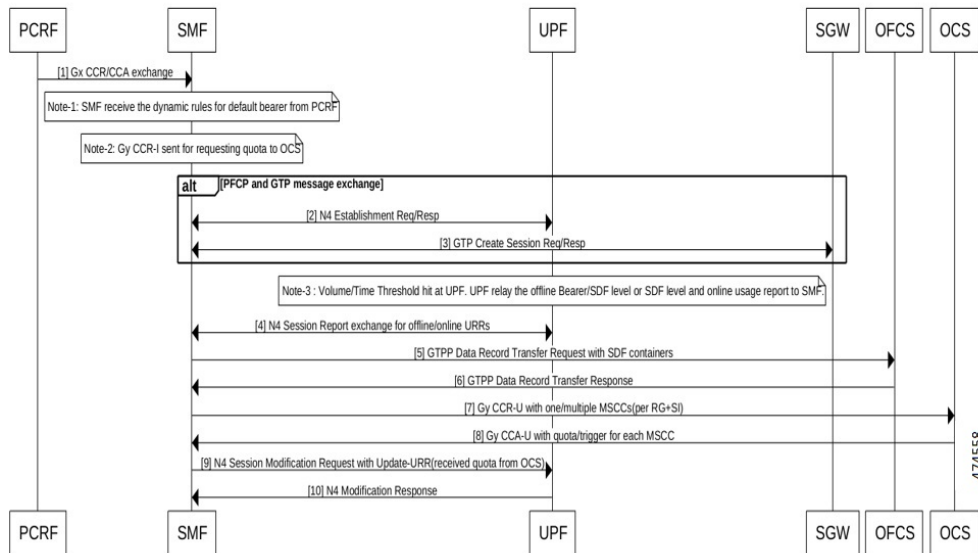 PCRF SMF UPF SGW OFCS OCS
[1] Gx CCR/CCA exchange
Note-1: SMF receive the dynamic rules for default bearer from PCRF
Note-2: Gy CCR-I sent for requesting quota to OCS
alt [PFCP and GTP message exchange]
[2] N4 Establishment Req/Resp
[3] GTP Create Session Req/Resp
Note-3 : Volume/Time Threshold hit at UPF. UPF relay the offline Bearer/SDF level or SDF level and online usage report to SMF.
[4] N4 Session Report exchange for offline/online URRs
[5] GTPP Data Record Transfer Request with SDF containers
[6] GTPP Data Record Transfer Response
[7] Gy CCR-U with one/multiple MSCCs(per RG+SI)
[8] Gy CCA-U with quota/trigger for each MSCC
[9] N4 Session Modification Request with Update-URR(received quota from OCS)
[10] N4 Modification Response
474558
PCRF SMF UPF SGW OFCS OCS